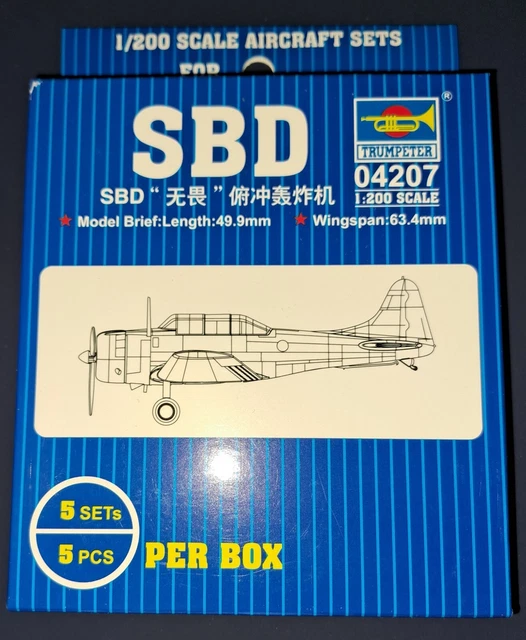 1/200 SCALE AIRCRAFT SETS
FOR
SBD
®
TRUMPETER
04207
1:200 SCALE
SBD “无畏”俯冲轰炸机
★ Model Brief:Length:49.9mm ★ Wingspan:63.4mm
5 SETs
5 PCS
PER BOX